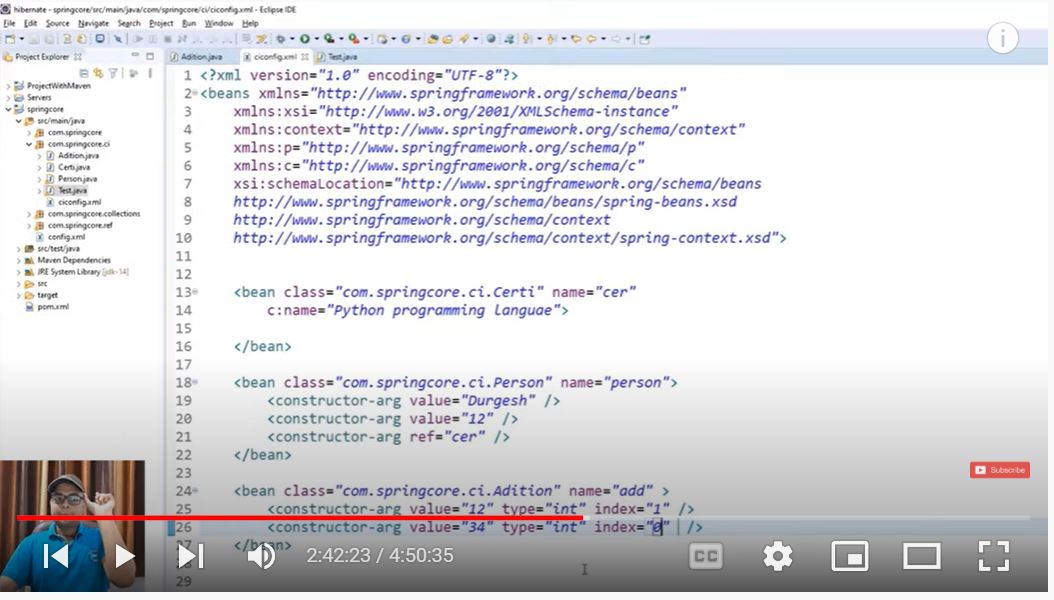 hibernate - springcore/src/main/java/com/springcore/ci/ciconfig.xml - Eclipse IDE
File Edit Source Navigate Search Project Run Window Help
Project Explorer
Adition.java ciconfig.xml Test.java
ProjectWithMaven
Servers
springcore
src/main/java
com.springcore
com.springcore.ci
Adition.java
Certi.java
Person.java
Test.java
ciconfig.xml
com.springcore.collections
com.springcore.ref
config.xml
src/test/java
Maven Dependencies
JRE System Library [jdk-14]
src
target
pom.xml
1 <?xml version="1.0" encoding="UTF-8"?>
2 <beans xmlns="http://www.springframework.org/schema/beans"
3 xmlns:xsi="http://www.w3.org/2001/XMLSchema-instance"
4 xmlns:context="http://www.springframework.org/schema/context"
5 xmlns:p="http://www.springframework.org/schema/p"
6 xmlns:c="http://www.springframework.org/schema/c"
7 xsi:schemaLocation="http://www.springframework.org/schema/beans
8 http://www.springframework.org/schema/beans/spring-beans.xsd
9 http://www.springframework.org/schema/context
10 http://www.springframework.org/schema/context/spring-context.xsd">
11
12
13 <bean class="com.springcore.ci.Certi" name="cer"
14 c:name="Python programming languae">
15
16 </bean>
17
18 <bean class="com.springcore.ci.Person" name="person">
19 <constructor-arg value="Durgesh" />
20 <constructor-arg value="12" />
21 <constructor-arg ref="cer" />
22 </bean>
23
24 <bean class="com.springcore.ci.Adition" name="add" >
25 <constructor-arg value="12" type="int" index="1" />
26 <constructor-arg value="34" type="int" index="0" />
27 </bean>
28
29
Subscribe
2:42:23 / 4:50:35
CC